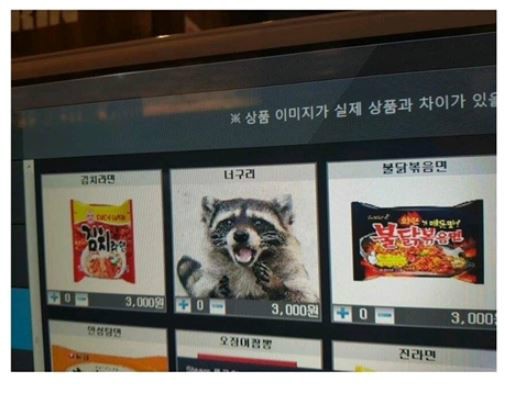 ※ 상품 이미지가 실제 상품과 차이가 있을
김치라면
너구리
불닭볶음면
김치라면
불닭볶음면
0
3,000원
0
3,000원
0
3,000
안성탕면
오징어짬뽕
진라면